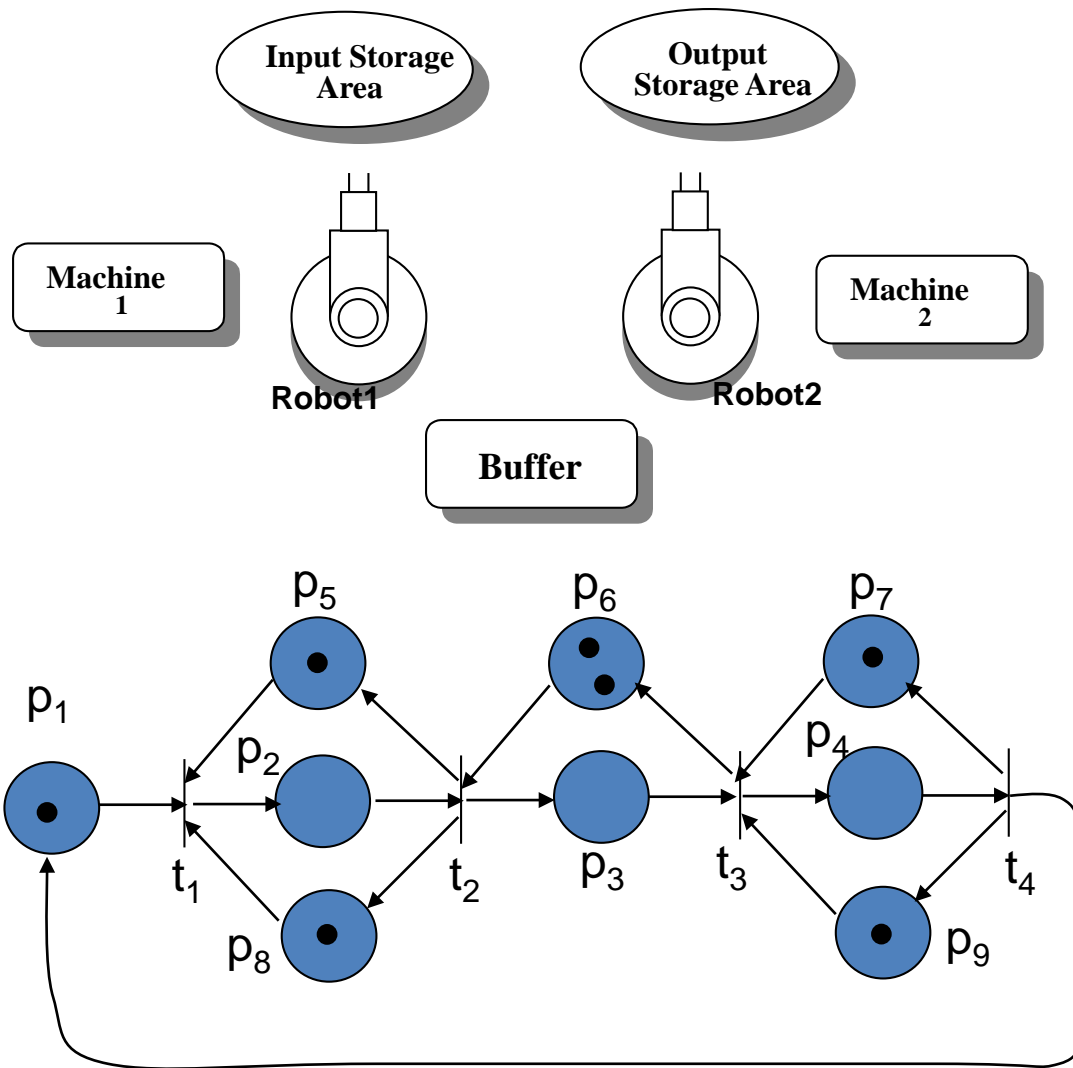 Input Storage
Area
Output
Storage Area
Machine
1
Machine
2
Robot1
Robot2
Buffer
p5
p6
p7
p1
p2
p4
t1
t2
p3
t3
t4
p8
p9